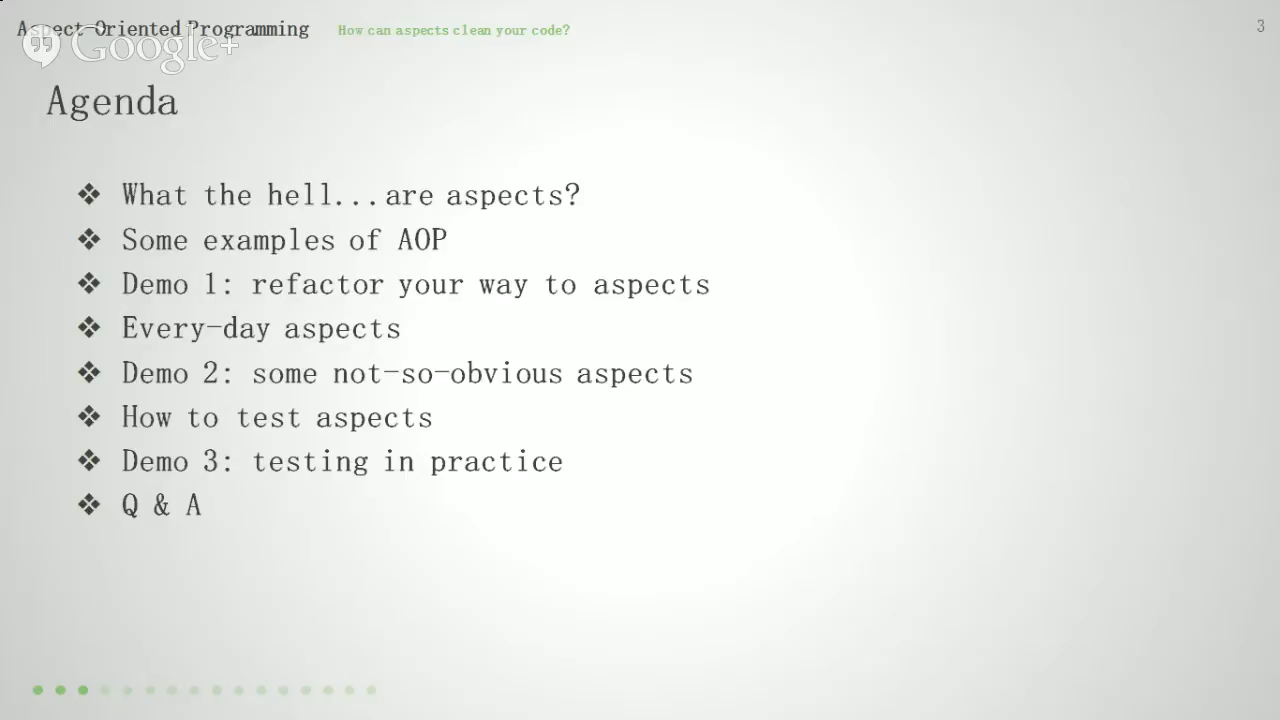 Aspect Oriented Programming How can aspects clean your code? 3
Google+
Agenda
❖ What the hell...are aspects?
❖ Some examples of AOP
❖ Demo 1: refactor your way to aspects
❖ Every-day aspects
❖ Demo 2: some not-so-obvious aspects
❖ How to test aspects
❖ Demo 3: testing in practice
❖ Q & A